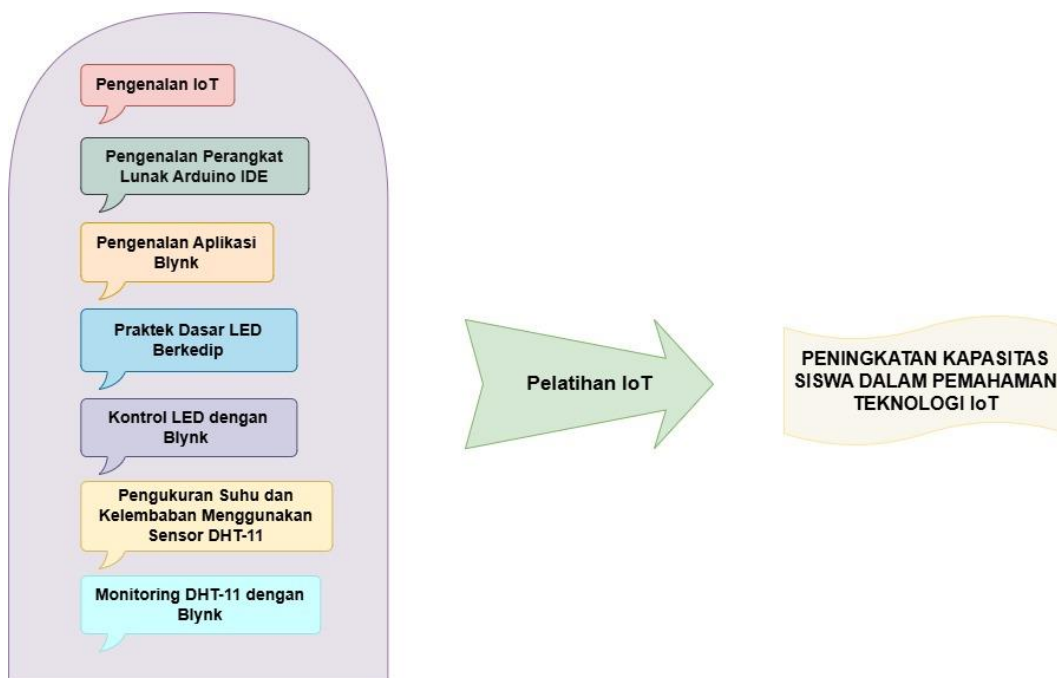 Pengenalan IoT
Pengenalan Perangkat
Lunak Arduino IDE
Pengenalan Aplikasi
Blynk
Praktek Dasar LED
Berkedip
Kontrol LED dengan
Blynk
Pengukuran Suhu dan
Kelembaban Menggunakan
Sensor DHT-11
Monitoring DHT-11 dengan
Blynk
Pelatihan IoT
PENINGKATAN KAPASITAS
SISWA DALAM PEMAHAMAN
TEKNOLOGI IoT